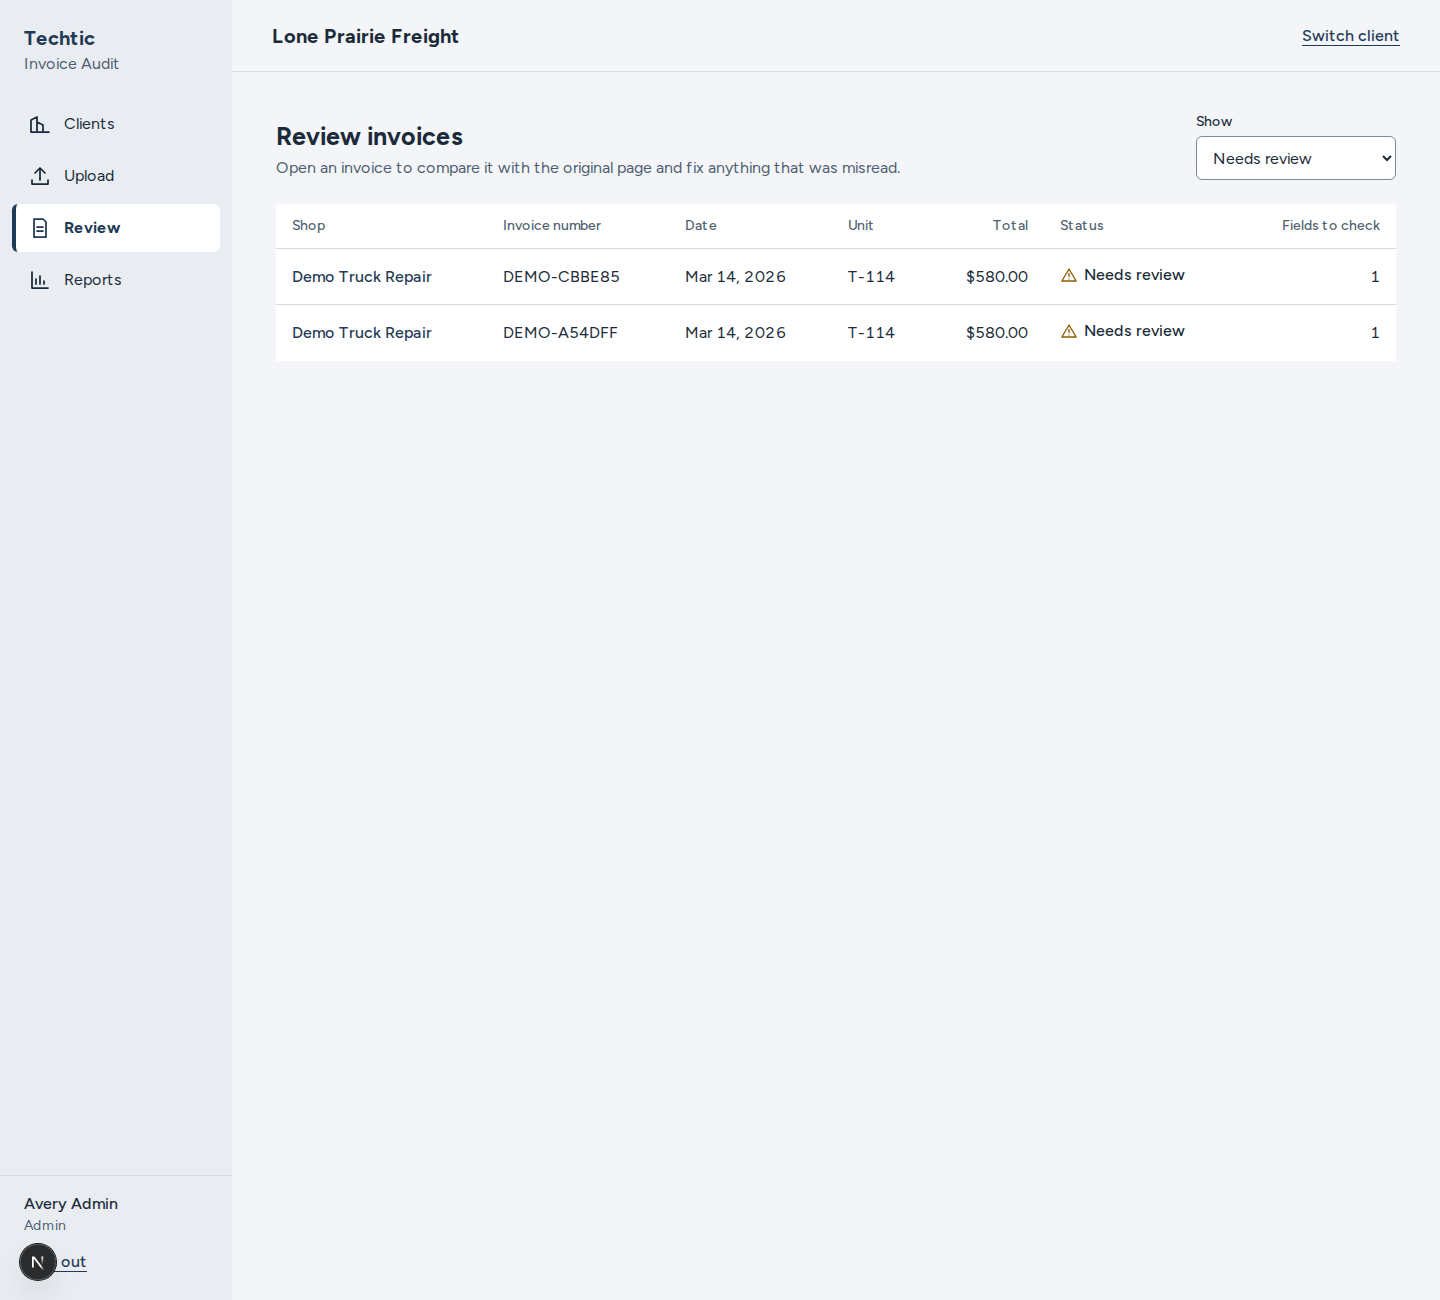 Techtic
Invoice Audit
Clients
Upload
Review
Reports
Avery Admin
Admin
out
Lone Prairie Freight
Switch client
Review invoices
Open an invoice to compare it with the original page and fix anything that was misread.
Show
Needs review
Shop Invoice number Date Unit Total Status Fields to check
Demo Truck Repair DEMO-CBBE85 Mar 14, 2026 T-114 $580.00 Needs review 1
Demo Truck Repair DEMO-A54DFF Mar 14, 2026 T-114 $580.00 Needs review 1